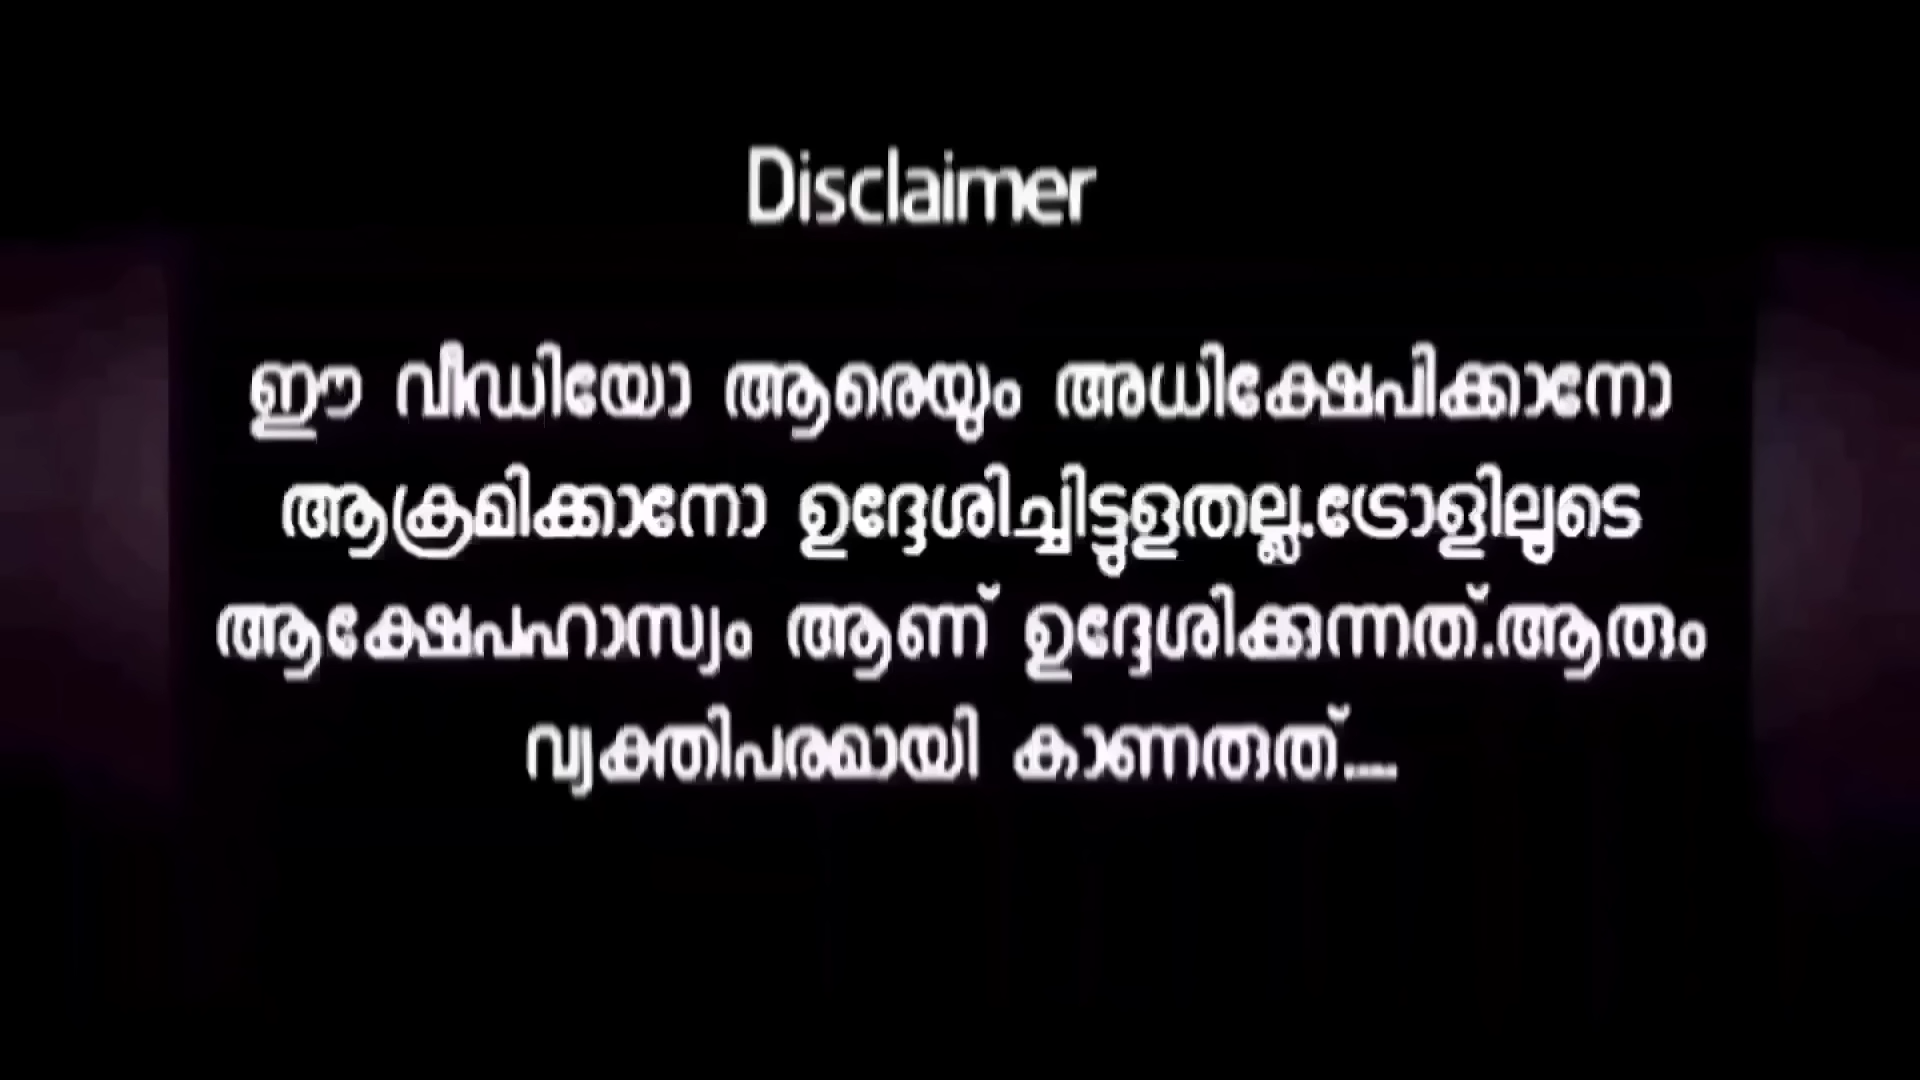 Disclaimer
ഈ വീഡിയോ ആരെയും അധിക്ഷേപിക്കാനോ
ആക്രമിക്കാനോ ഉദ്ദേശിച്ചിട്ടുളതല്ല.ട്രോളിലുടെ
ആക്ഷേപഹാസ്യം ആണ് ഉദ്ദേശിക്കുന്നത്.ആരും
വ്യക്തിപരമായി കാണരുത്....